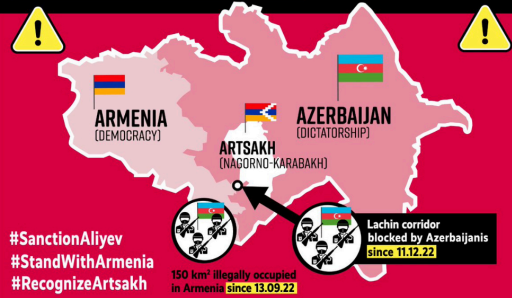 ARMENIA
(DEMOCRACY)
AZERBAIJAN
(DICTATORSHIP)
ARTSAKH
(NAGORNO-KARABAKH)
#SanctionAliyev
#StandWithArmenia
#RecognizeArtsakh
150 km² illegally occupied
in Armenia since 13.09.22
Lachin corridor
blocked by Azerbaijanis
since 11.12.22